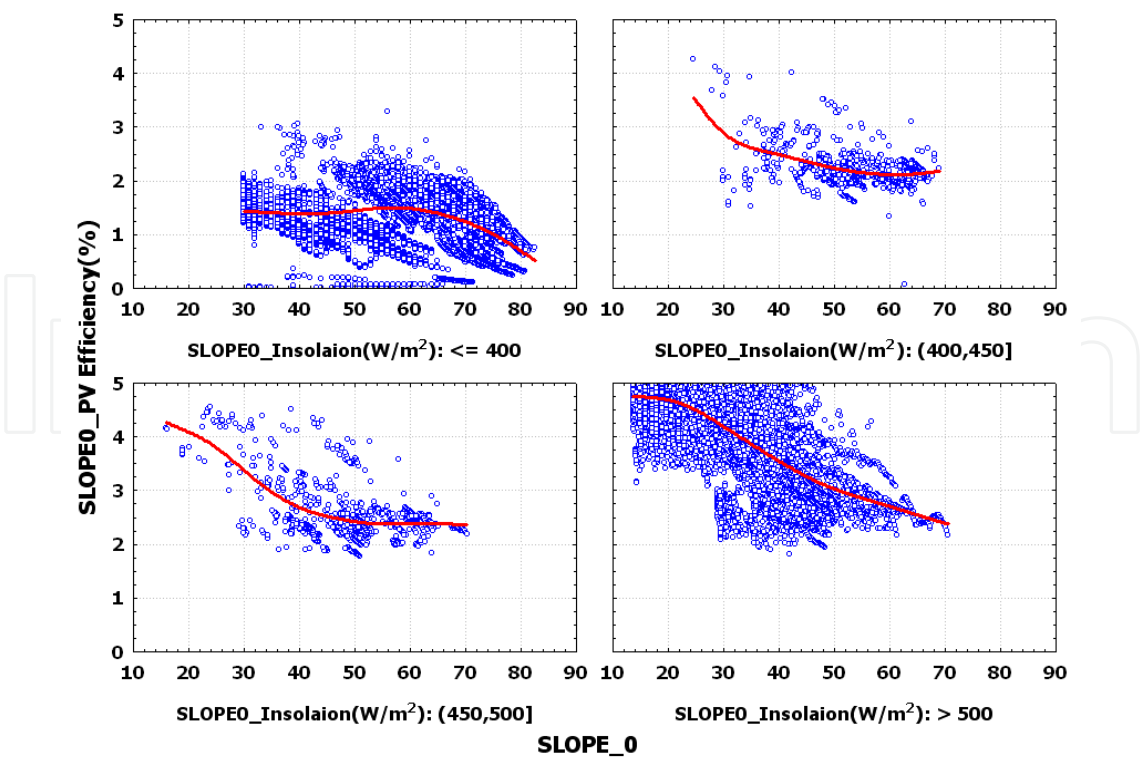 5
4
3
2
1
0
10 20 30 40 50 60 70 80 90
10 20 30 40 50 60 70 80 90
SLOPE0_Insolaion(W/m²): <= 400
SLOPE0_Insolaion(W/m²): (400,450]
SLOPE0_PV Efficiency(%)
5
4
3
2
1
0
10 20 30 40 50 60 70 80 90
10 20 30 40 50 60 70 80 90
SLOPE0_Insolaion(W/m²): (450,500]
SLOPE0_Insolaion(W/m²): > 500
SLOPE_0